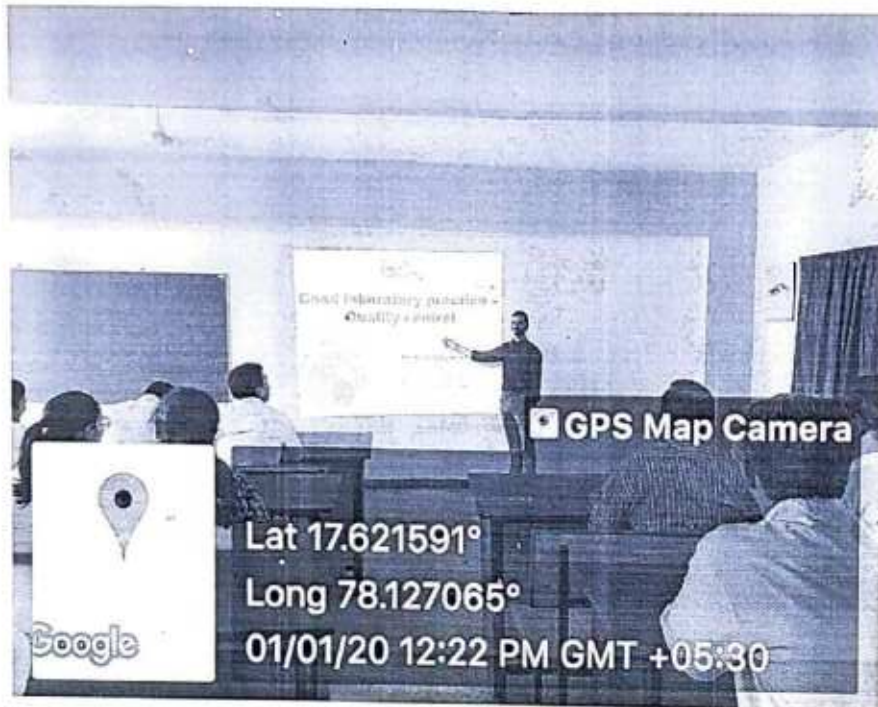 Good laboratory practice -
Quality control
GPS Map Camera
Lat 17.621591°
Long 78.127065°
Google
01/01/20 12:22 PM GMT +05:30